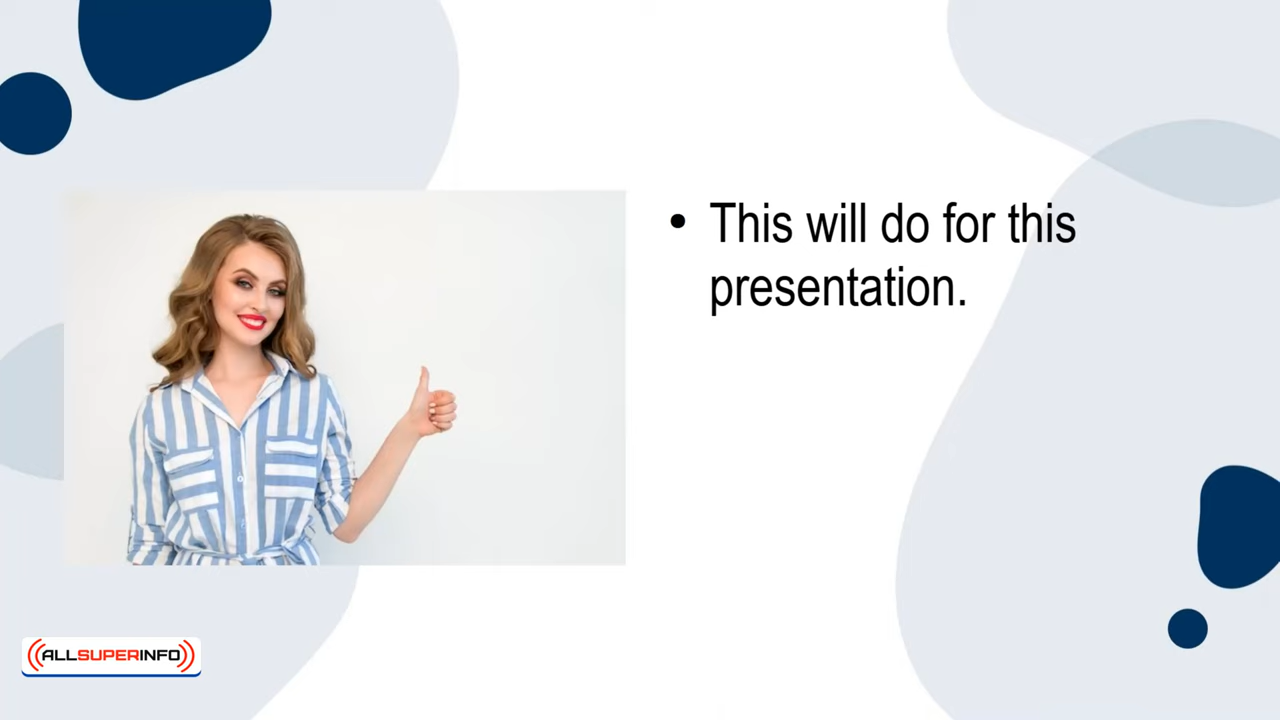 • This will do for this
presentation.
((ALLSUPERINFO))